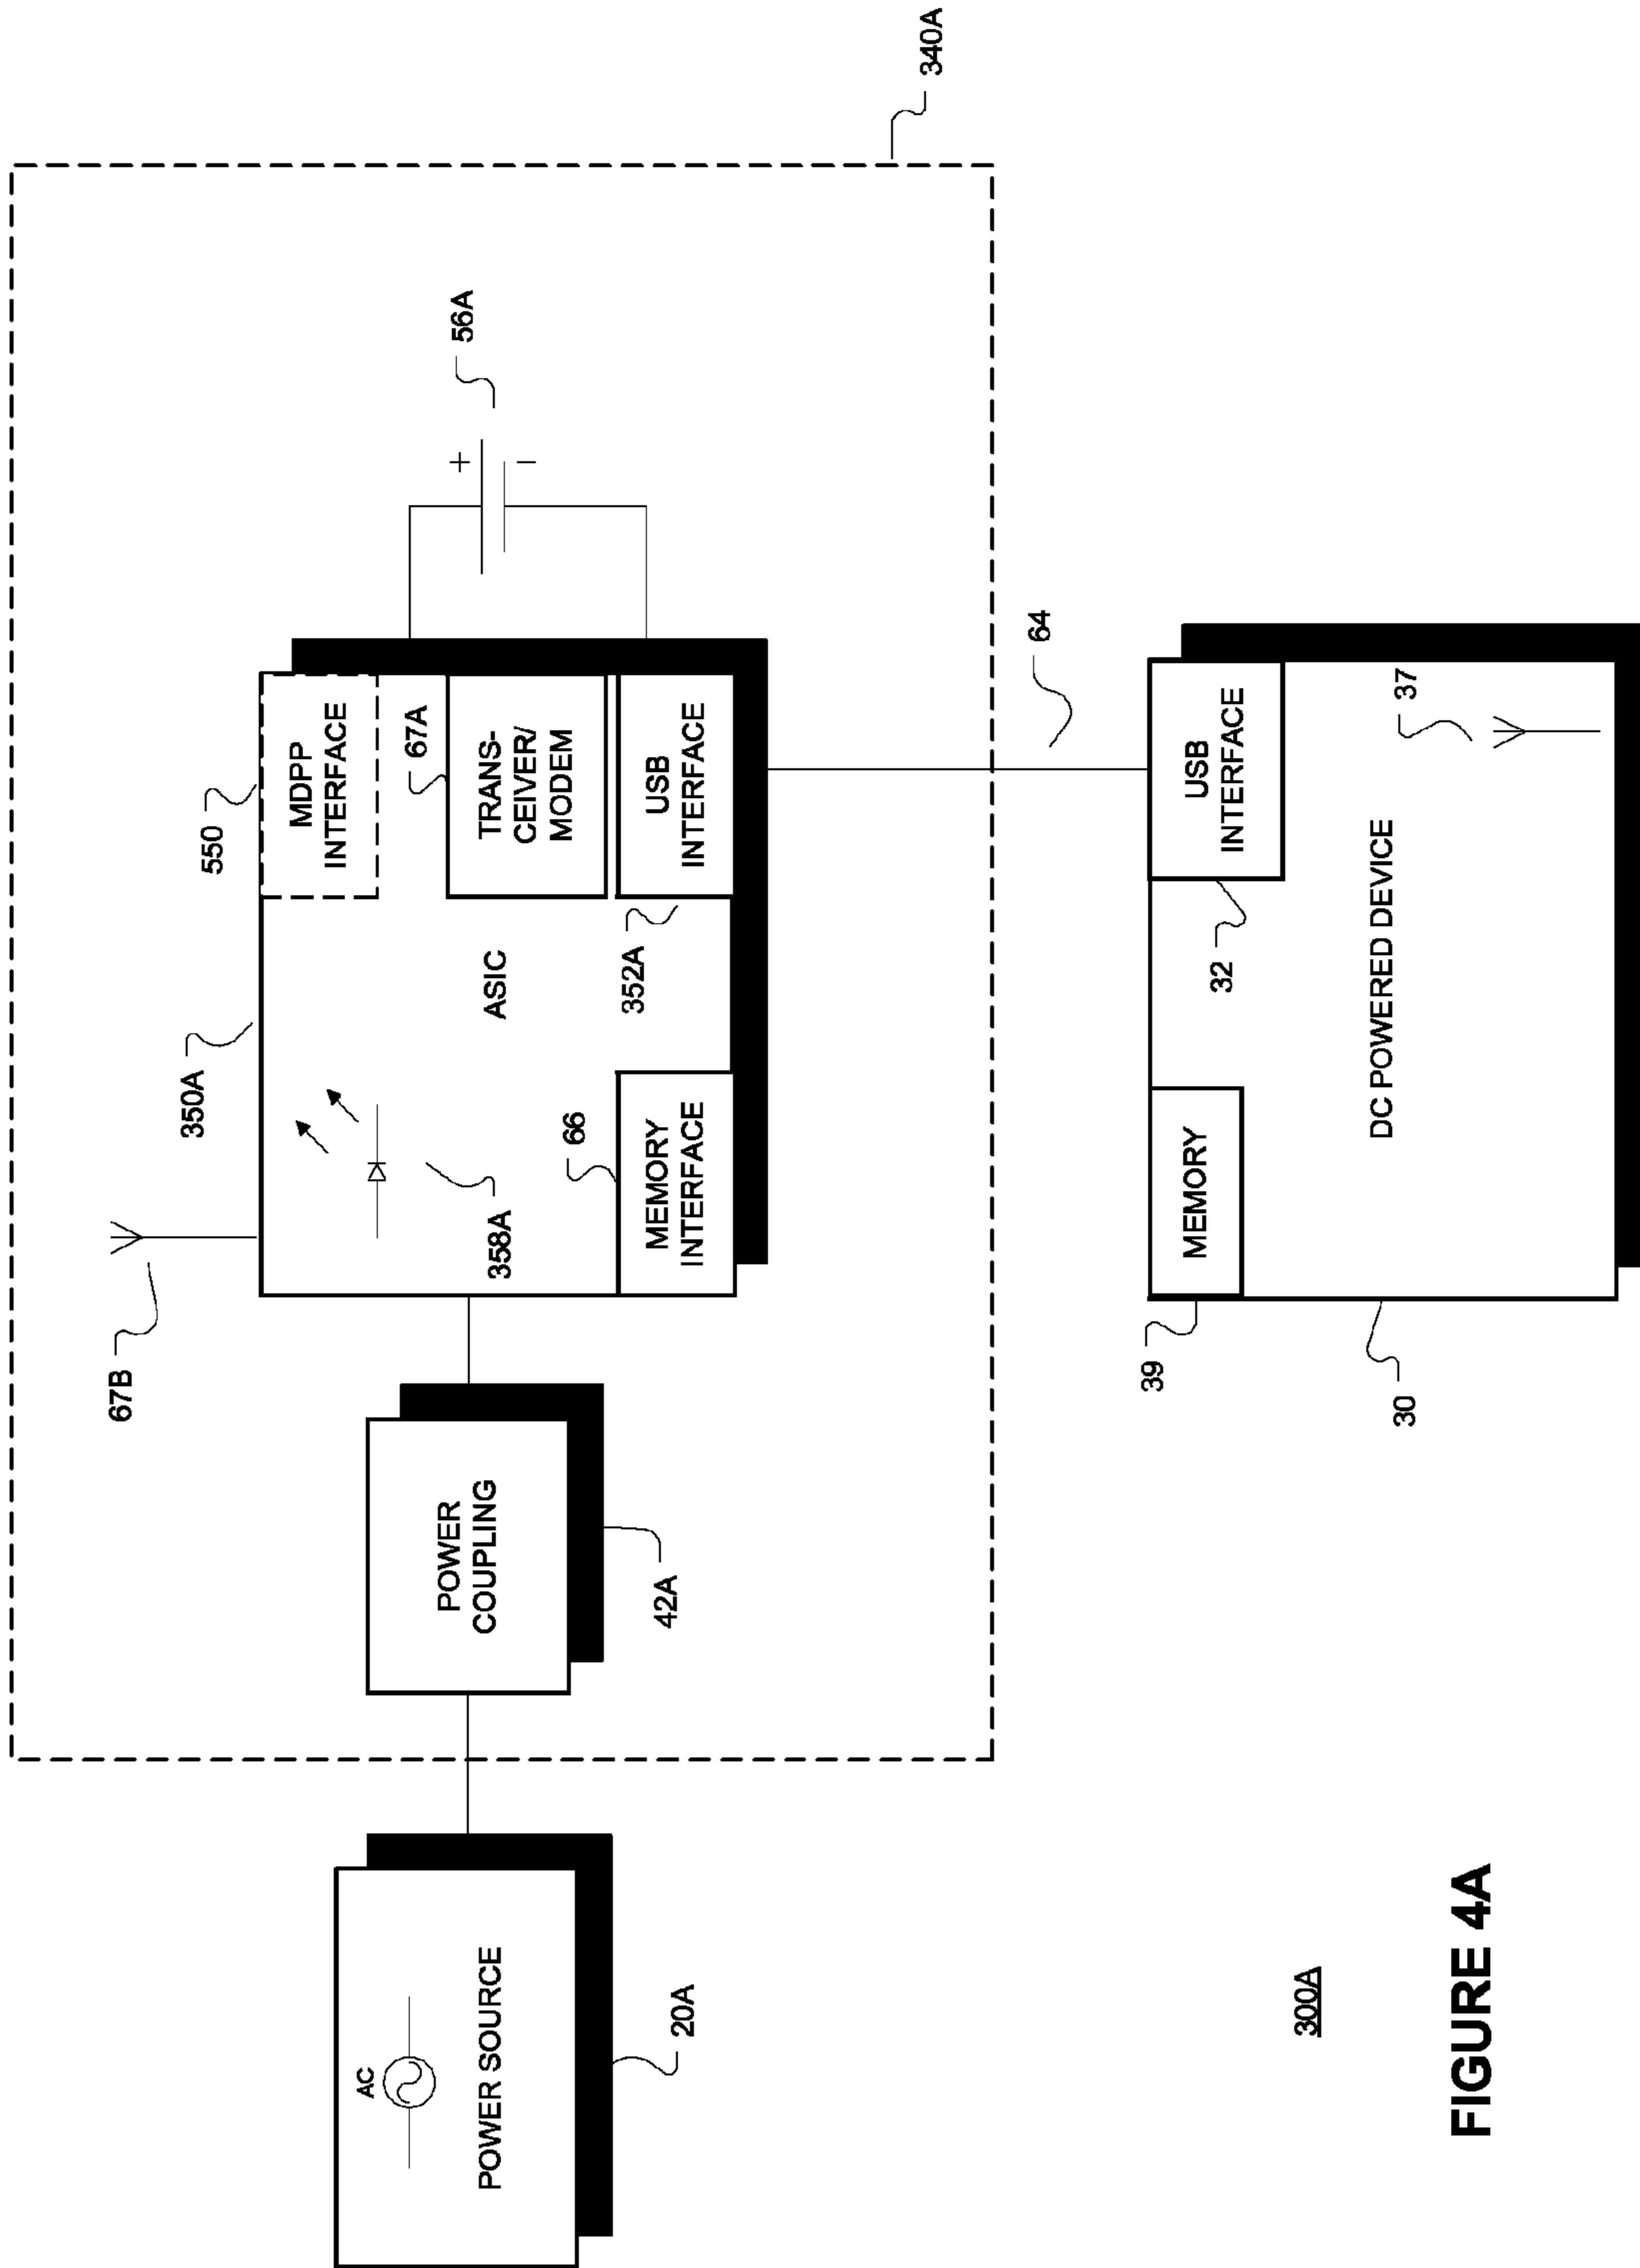 340A
67B
350A
550
MDPP
INTERFACE
56A
AC
POWER SOURCE
20A
POWER
COUPLING
42A
358A
ASIC
67A
TRANS-
CEIVER/
MODEM
66
MEMORY
INTERFACE
352A
USB
INTERFACE
+
−
64
39
MEMORY
32
USB
INTERFACE
30
DC POWERED DEVICE
37
300A
FIGURE 4A